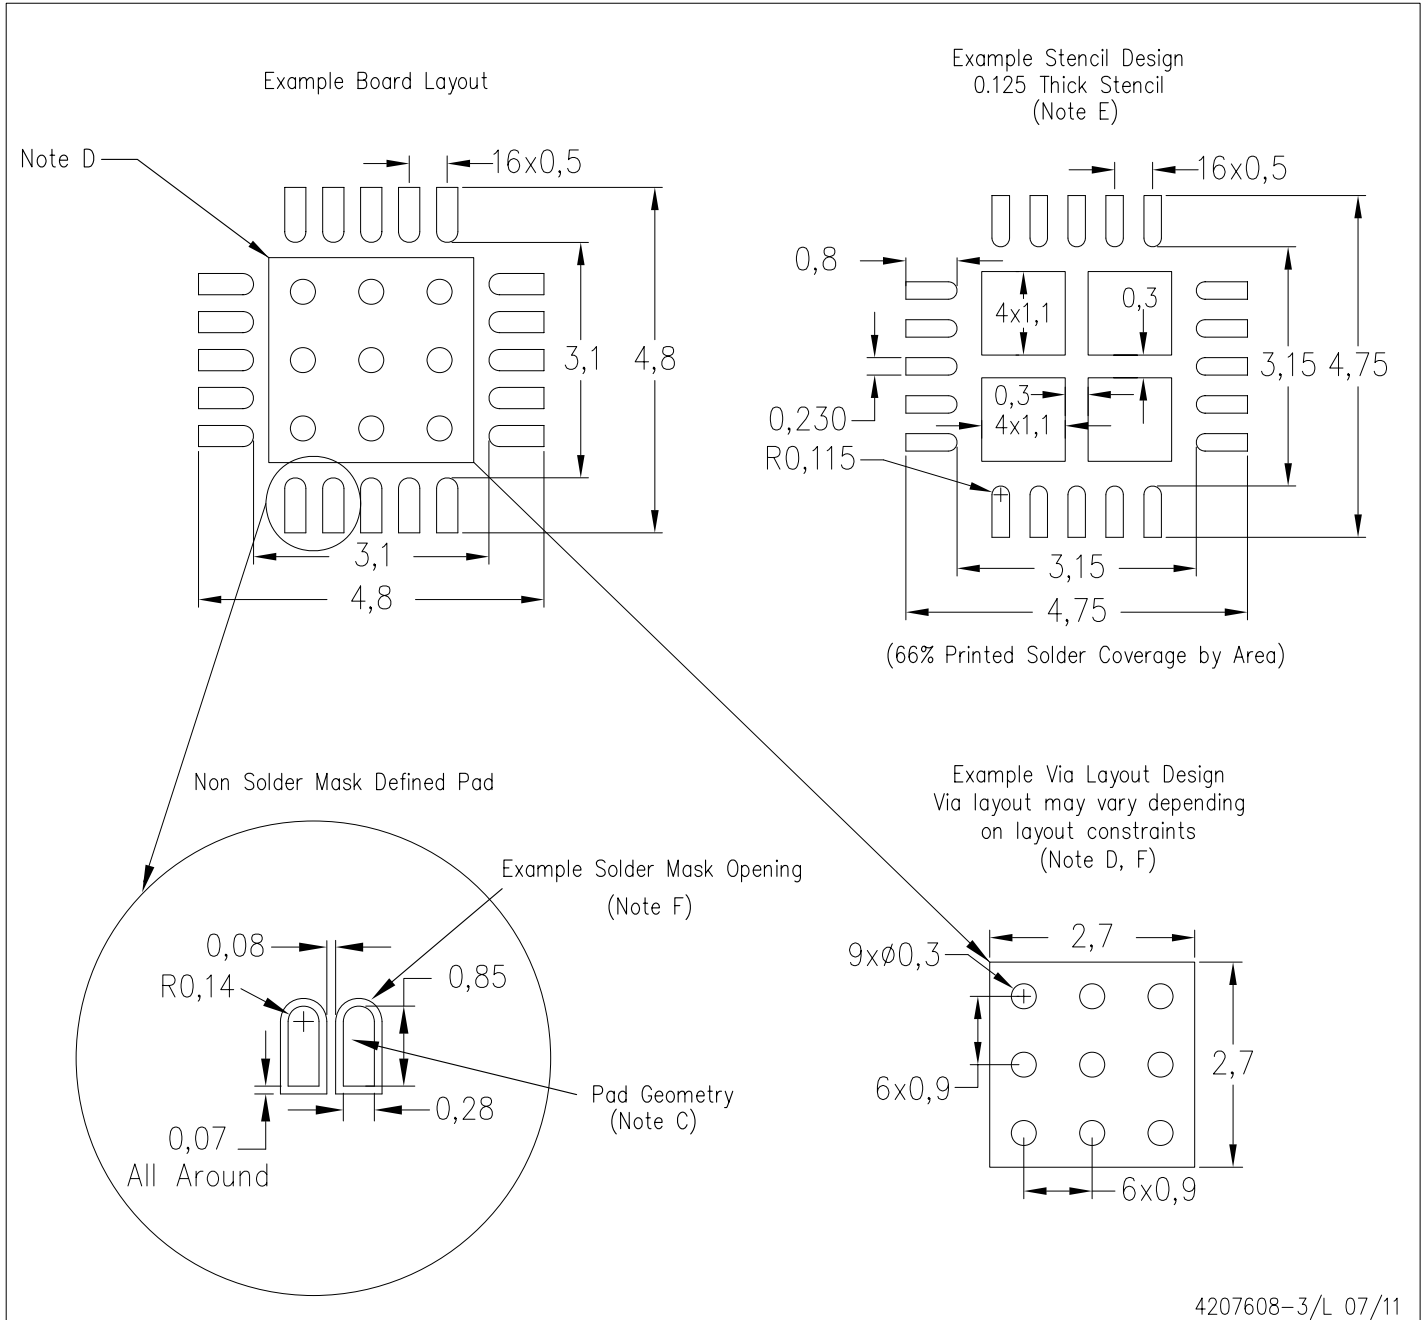 Example Board Layout
Note D
16x0,5
3,1
4,8
3,1
4,8
Example Stencil Design
0.125 Thick Stencil
(Note E)
16x0,5
0,8
4x1,1
0,3
0,3
4x1,1
0,230
R0,115
3,15
4,75
3,15
4,75
(66% Printed Solder Coverage by Area)
Non Solder Mask Defined Pad
Example Solder Mask Opening
(Note F)
0,08
R0,14
0,85
0,28
Pad Geometry
(Note C)
0,07
All Around
Example Via Layout Design
Via layout may vary depending
on layout constraints
(Note D, F)
2,7
9xø0,3
2,7
6x0,9
6x0,9
4207608-3/L 07/11